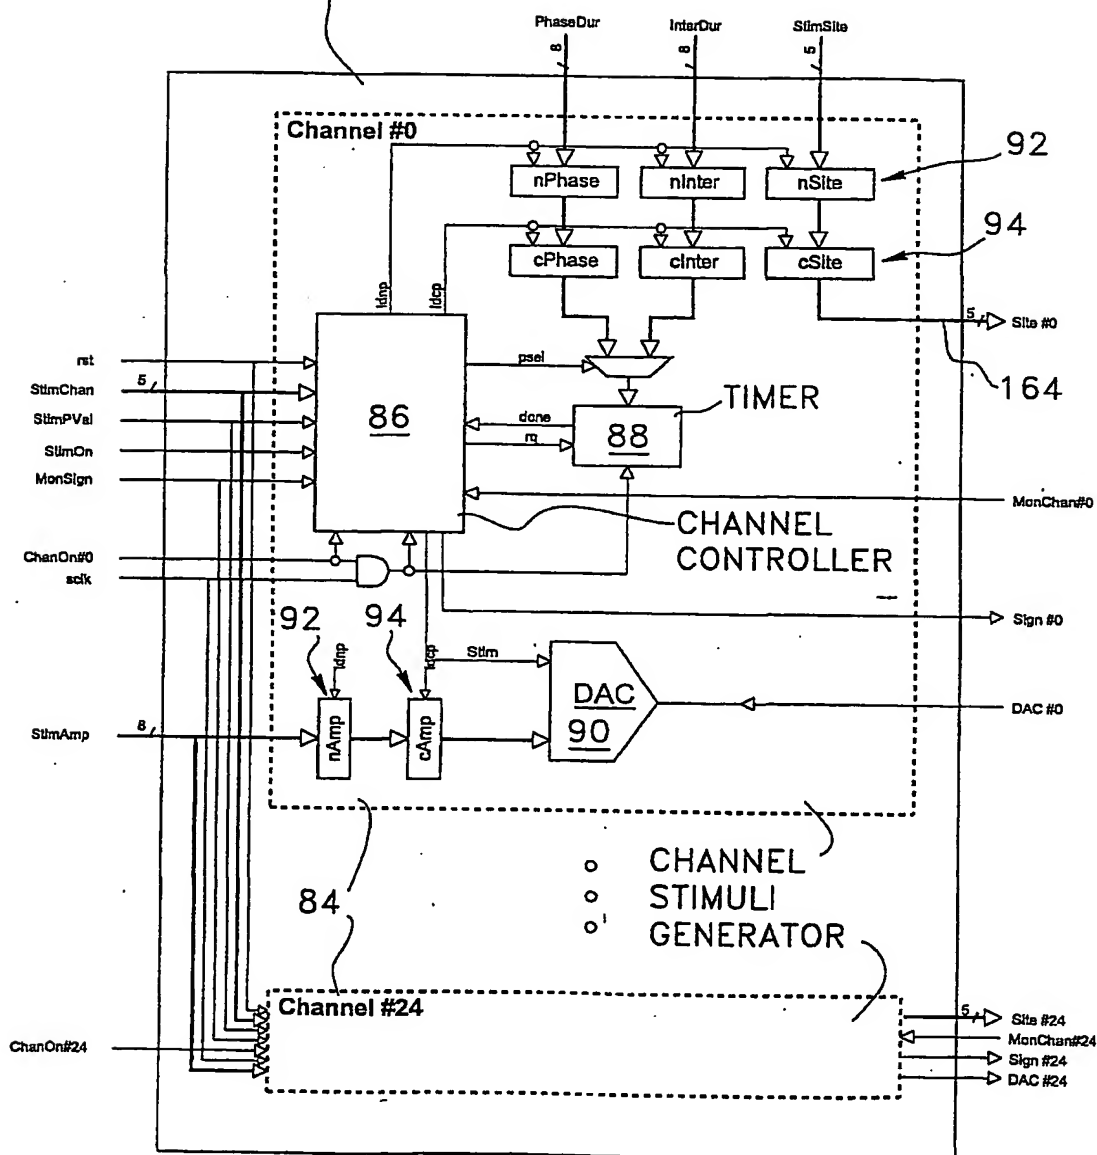 PhaseDur
InterDur
StimSite
8
8
5
Channel #0
nPhase
nInter
nSite
92
cPhase
cInter
cSite
94
ldnp
ldcp
5
Site #0
164
rst
StimChan
5
StimPVal
StimOn
MonSign
86
psel
done
rq
TIMER
88
MonChan#0
CHANNEL
CONTROLLER
ChanOn#0
sclk
Sign #0
92
94
ldnp
ldcp
Stim
DAC
90
DAC #0
StimAmp
8
nAmp
cAmp
84
CHANNEL
STIMULI
GENERATOR
Channel #24
ChanOn#24
5
Site #24
MonChan#24
Sign #24
DAC #24